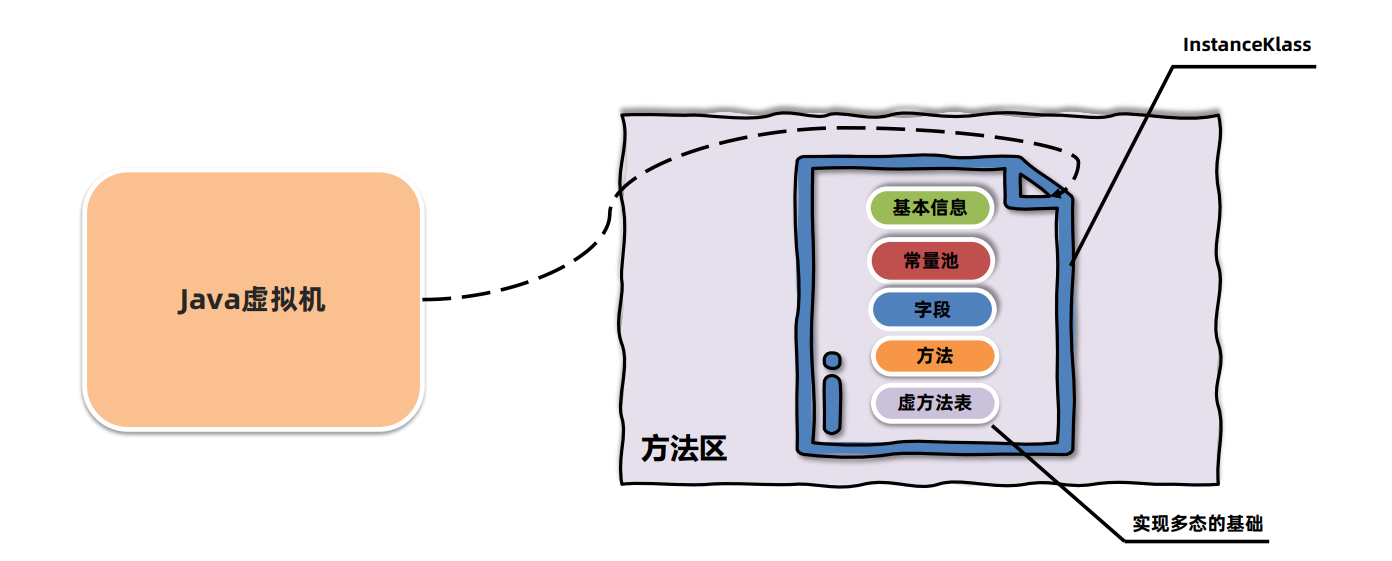 InstanceKlass
基本信息
常量池
字段
方法
虚方法表
Java虚拟机
方法区
实现多态的基础